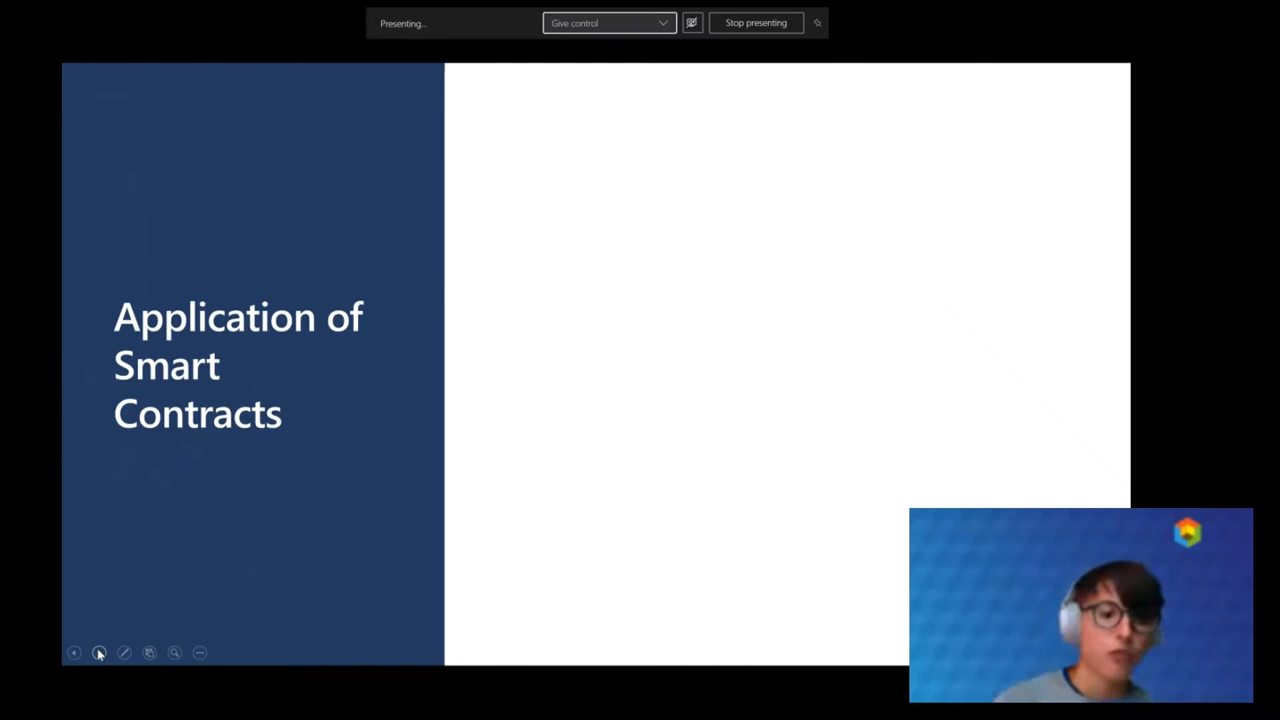 Presenting...
Give control
Stop presenting
Application of
Smart
Contracts